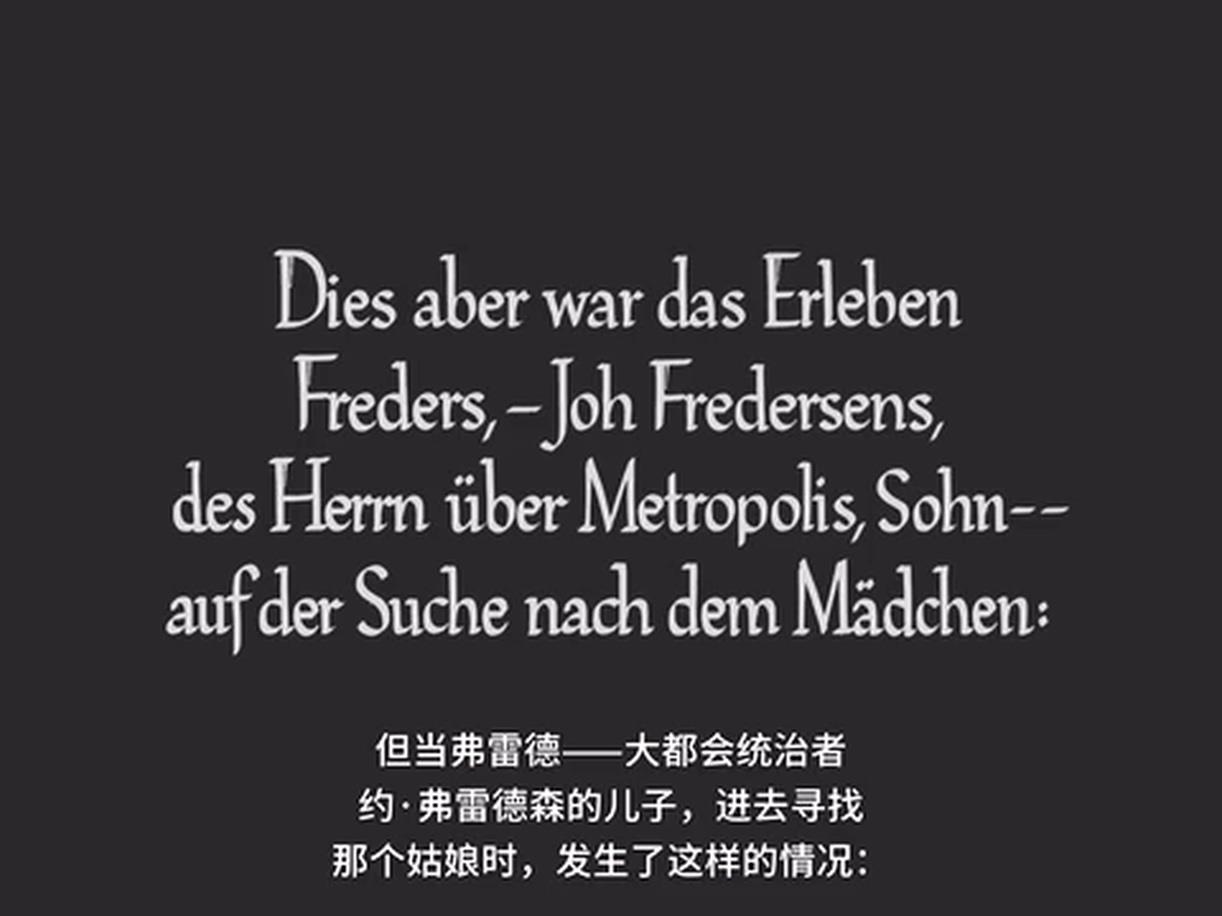 Dies aber war das Erleben
Freders, – Joh Fredersens,
des Herrn über Metropolis, Sohn--
auf der Suche nach dem Mädchen:
但当弗雷德——大都会统治者
约·弗雷德森的儿子，进去寻找
那个姑娘时，发生了这样的情况：